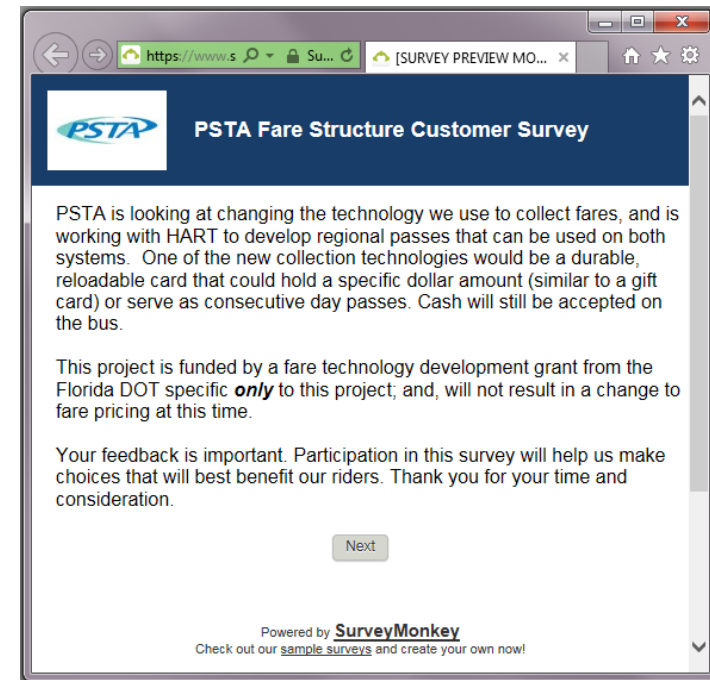 https://www.s
Su...
[SURVEY PREVIEW MO...
PSTA
PSTA Fare Structure Customer Survey
PSTA is looking at changing the technology we use to collect fares, and is
working with HART to develop regional passes that can be used on both
systems.  One of the new collection technologies would be a durable,
reloadable card that could hold a specific dollar amount (similar to a gift
card) or serve as consecutive day passes. Cash will still be accepted on
the bus.
This project is funded by a fare technology development grant from the
Florida DOT specific only to this project; and, will not result in a change to
fare pricing at this time.
Your feedback is important. Participation in this survey will help us make
choices that will best benefit our riders. Thank you for your time and
consideration.
Next
Powered by SurveyMonkey
Check out our sample surveys and create your own now!